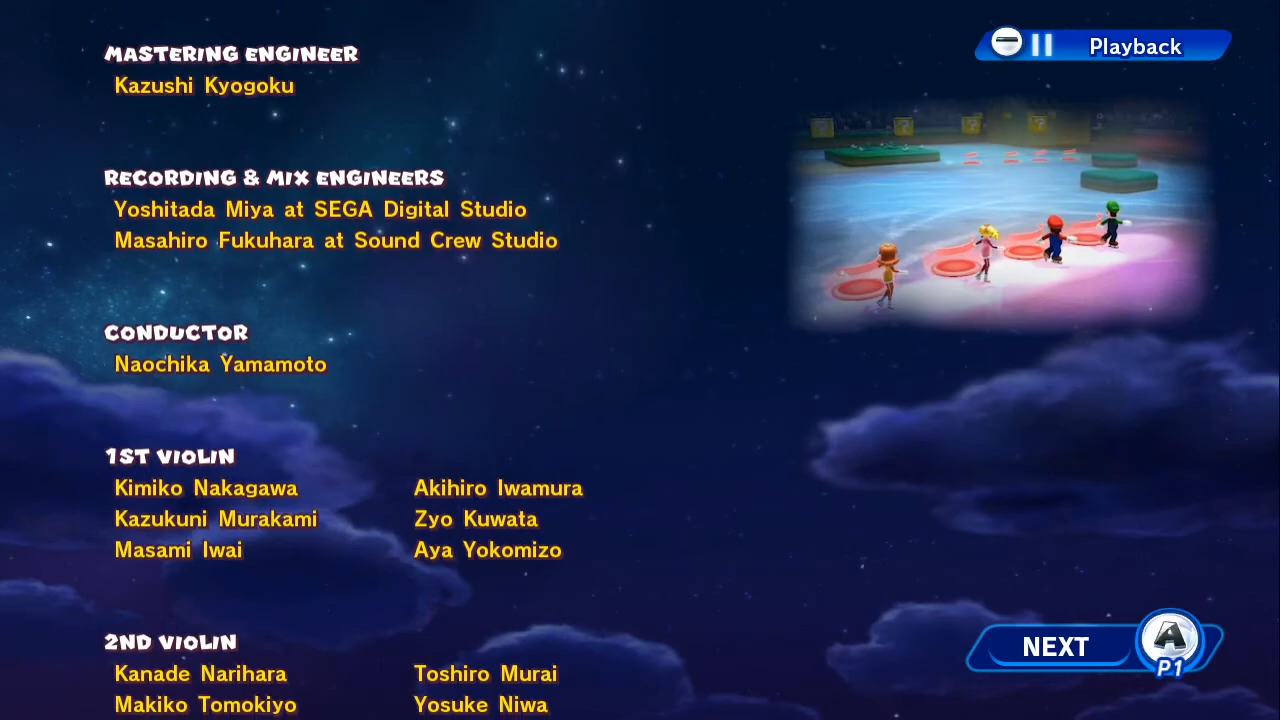 MASTERING ENGINEER
Kazushi Kyogoku
Playback
RECORDING & MIX ENGINEERS
Yoshitada Miya at SEGA Digital Studio
Masahiro Fukuhara at Sound Crew Studio
CONDUCTOR
Naochika Yamamoto
1ST VIOLIN
Kimiko Nakagawa Akihiro Iwamura
Kazukuni Murakami Zyo Kuwata
Masami Iwai Aya Yokomizo
2ND VIOLIN
Kanade Narihara Toshiro Murai
Makiko Tomokiyo Yosuke Niwa
NEXT
A
P1